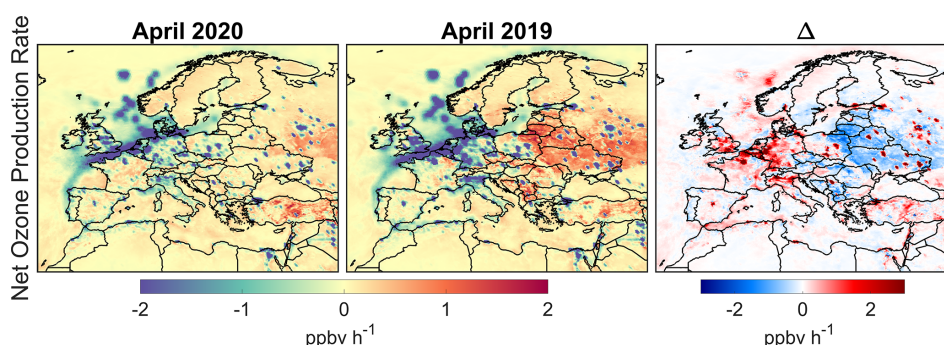 April 2020
April 2019
Δ
Net Ozone Production Rate
-2 -1 0 1 2
ppbv h-1
-2 0 2
ppbv h-1